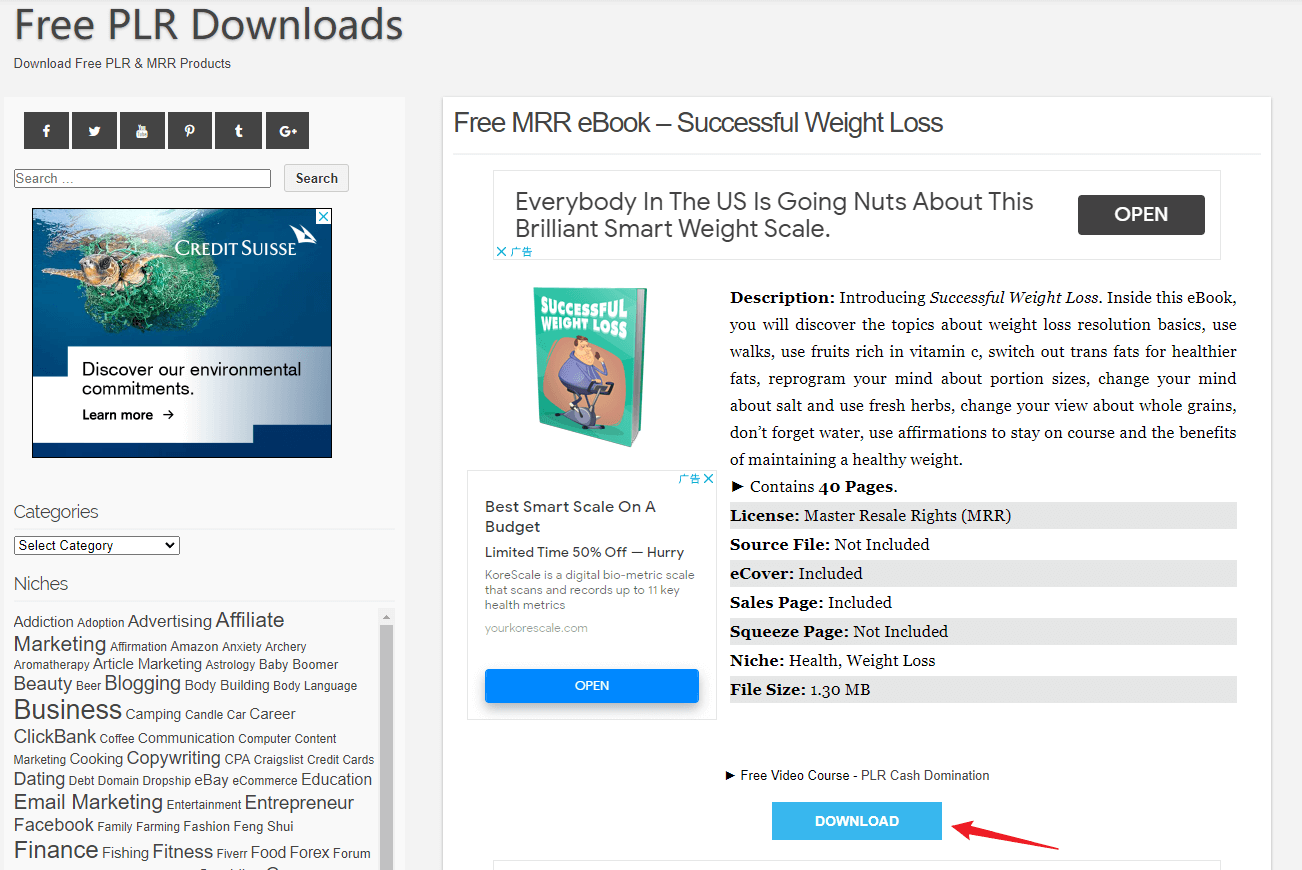 Free PLR Downloads
Download Free PLR & MRR Products
Search ...
Search
CREDIT SUISSE
Discover our environmental
commitments.
Learn more →
Categories
Select Category
Niches
Addiction Adoption Advertising Affiliate
Marketing Affirmation Amazon Anxiety Archery
Aromatherapy Article Marketing Astrology Baby Boomer
Beauty Beer Blogging Body Building Body Language
Business Camping Candle Car Career
ClickBank Coffee Communication Computer Content
Marketing Cooking Copywriting CPA Craigslist Credit Cards
Dating Debt Domain Dropship eBay eCommerce Education
Email Marketing Entertainment Entrepreneur
Facebook Family Farming Fashion Feng Shui
Finance Fishing Fitness Fiverr Food Forex Forum
Free MRR eBook – Successful Weight Loss
Everybody In The US Is Going Nuts About This
Brilliant Smart Weight Scale.
OPEN
广告
SUCCESSFUL
WEIGHT LOSS
广告
Best Smart Scale On A
Budget
Limited Time 50% Off — Hurry
KoreScale is a digital bio-metric scale
that scans and records up to 11 key
health metrics
yourkorescale.com
OPEN
Description: Introducing Successful Weight Loss. Inside this eBook,
you will discover the topics about weight loss resolution basics, use
walks, use fruits rich in vitamin c, switch out trans fats for healthier
fats, reprogram your mind about portion sizes, change your mind
about salt and use fresh herbs, change your view about whole grains,
don’t forget water, use affirmations to stay on course and the benefits
of maintaining a healthy weight.
► Contains 40 Pages.
License: Master Resale Rights (MRR)
Source File: Not Included
eCover: Included
Sales Page: Included
Squeeze Page: Not Included
Niche: Health, Weight Loss
File Size: 1.30 MB
► Free Video Course - PLR Cash Domination
DOWNLOAD